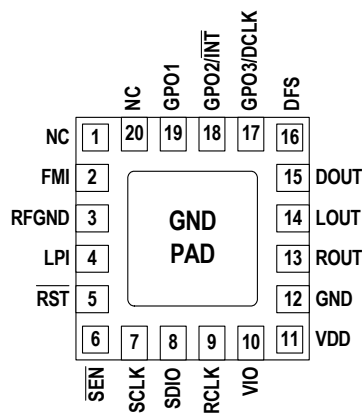 NC
GPO1
GPO2/INT
GPO3/DCLK
DFS
NC
1
20
19
18
17
16
FMI
2
15
DOUT
RFGND
3
GND
PAD
14
LOUT
LPI
4
13
ROUT
RST
5
12
GND
6
7
8
9
10
11
VDD
SEN
SCLK
SDIO
RCLK
VIO